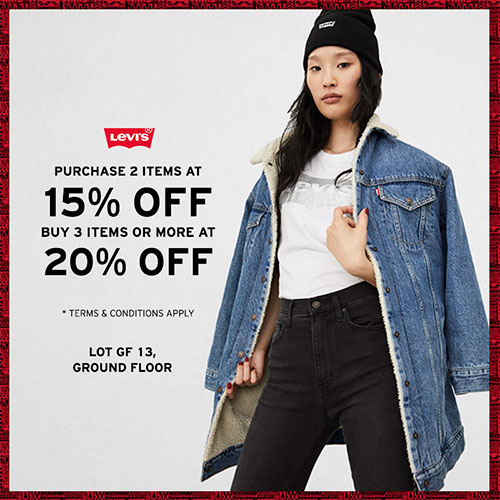 LEVI'S®
PURCHASE 2 ITEMS AT
15% OFF
BUY 3 ITEMS OR MORE AT
20% OFF
* TERMS & CONDITIONS APPLY
LOT GF 13,
GROUND FLOOR